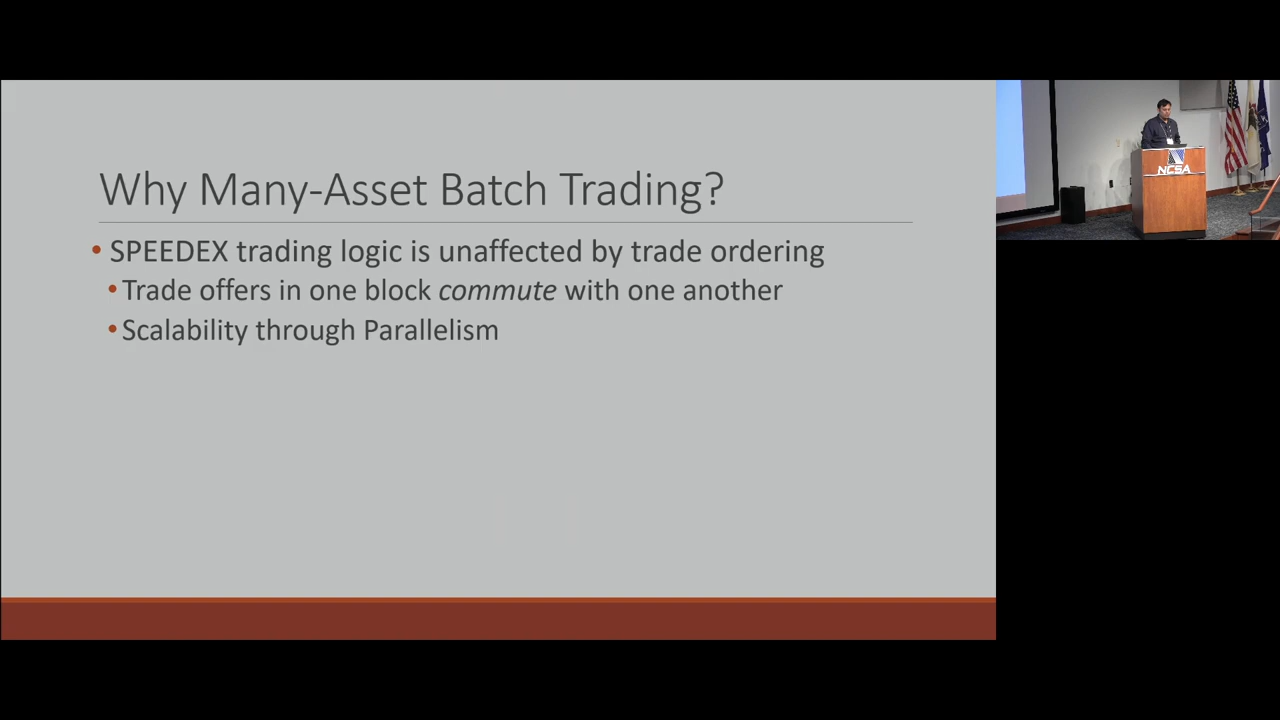 Why Many-Asset Batch Trading?
• SPEEDEX trading logic is unaffected by trade ordering
• Trade offers in one block commute with one another
• Scalability through Parallelism
NCSA